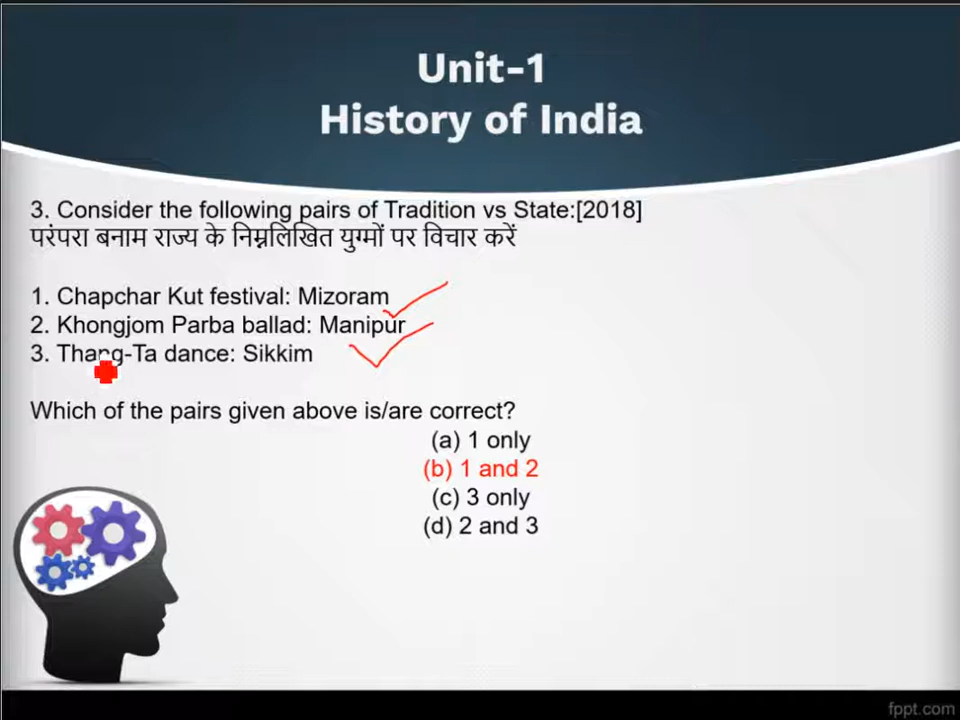 Unit-1
History of India
3. Consider the following pairs of Tradition vs State:[2018]
परंपरा बनाम राज्य के निम्नलिखित युग्मों पर विचार करें
1. Chapchar Kut festival: Mizoram
2. Khongjom Parba ballad: Manipur
3. Thang-Ta dance: Sikkim
Which of the pairs given above is/are correct?
(a) 1 only
(b) 1 and 2
(c) 3 only
(d) 2 and 3
fppt.com